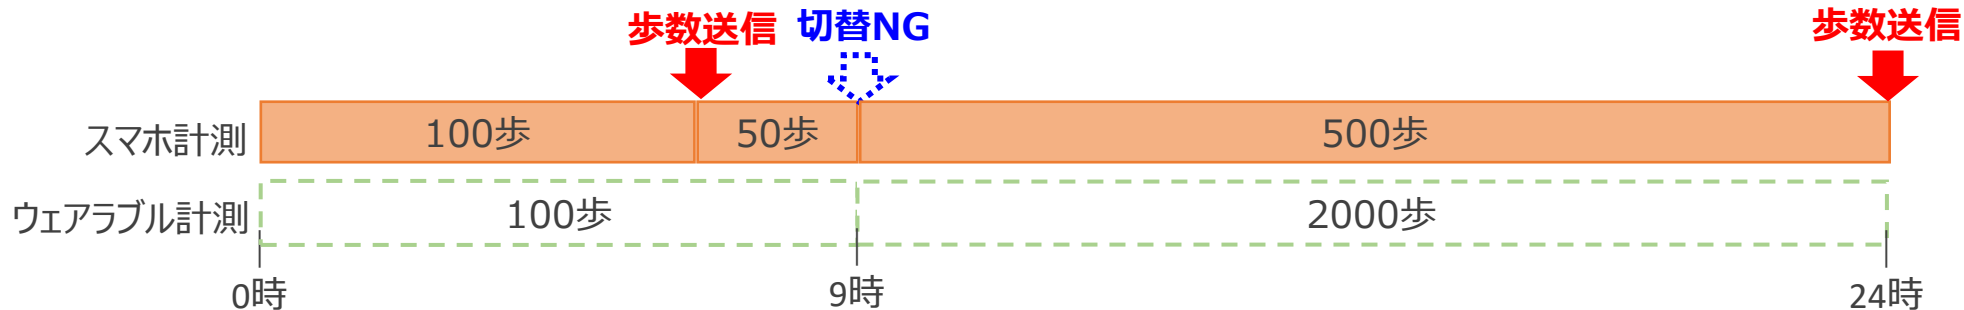 歩数送信 切替NG 歩数送信
スマホ計測 100歩 50歩 500歩
ウェアラブル計測 100歩 2000歩
0時 9時 24時